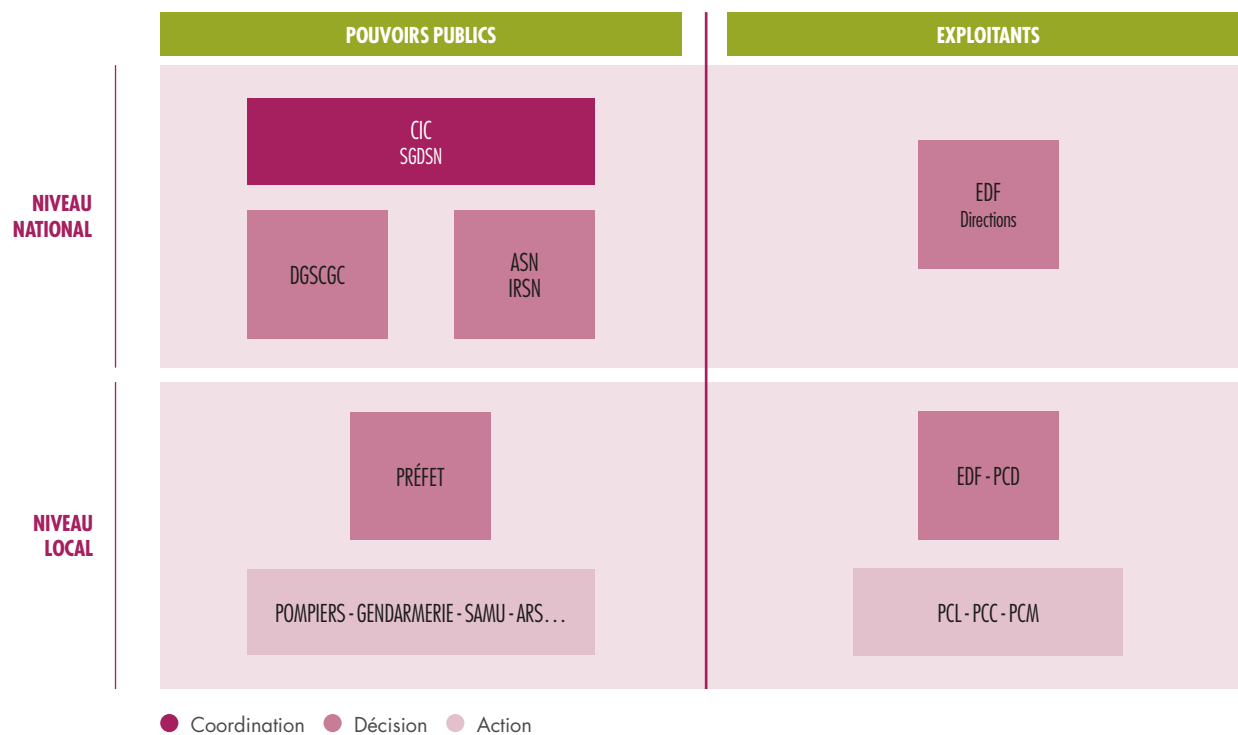 POUVOIRS PUBLICS
EXPLOITANTS
NIVEAU
NATIONAL
CIC
SGDSN
DGSCGC
ASN
IRSN
EDF
Directions
NIVEAU
LOCAL
PRÉFET
POMPIERS - GENDARMERIE - SAMU - ARS…
EDF - PCD
PCL - PCC - PCM
Coordination
Décision
Action